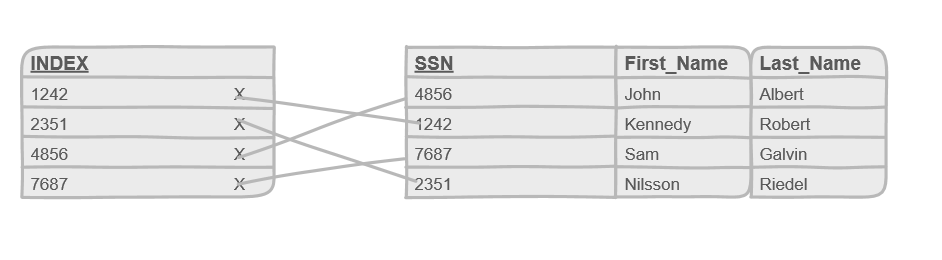 INDEX
1242 X
2351 X
4856 X
7687 X
SSN First_Name Last_Name
4856 John Albert
1242 Kennedy Robert
7687 Sam Galvin
2351 Nilsson Riedel